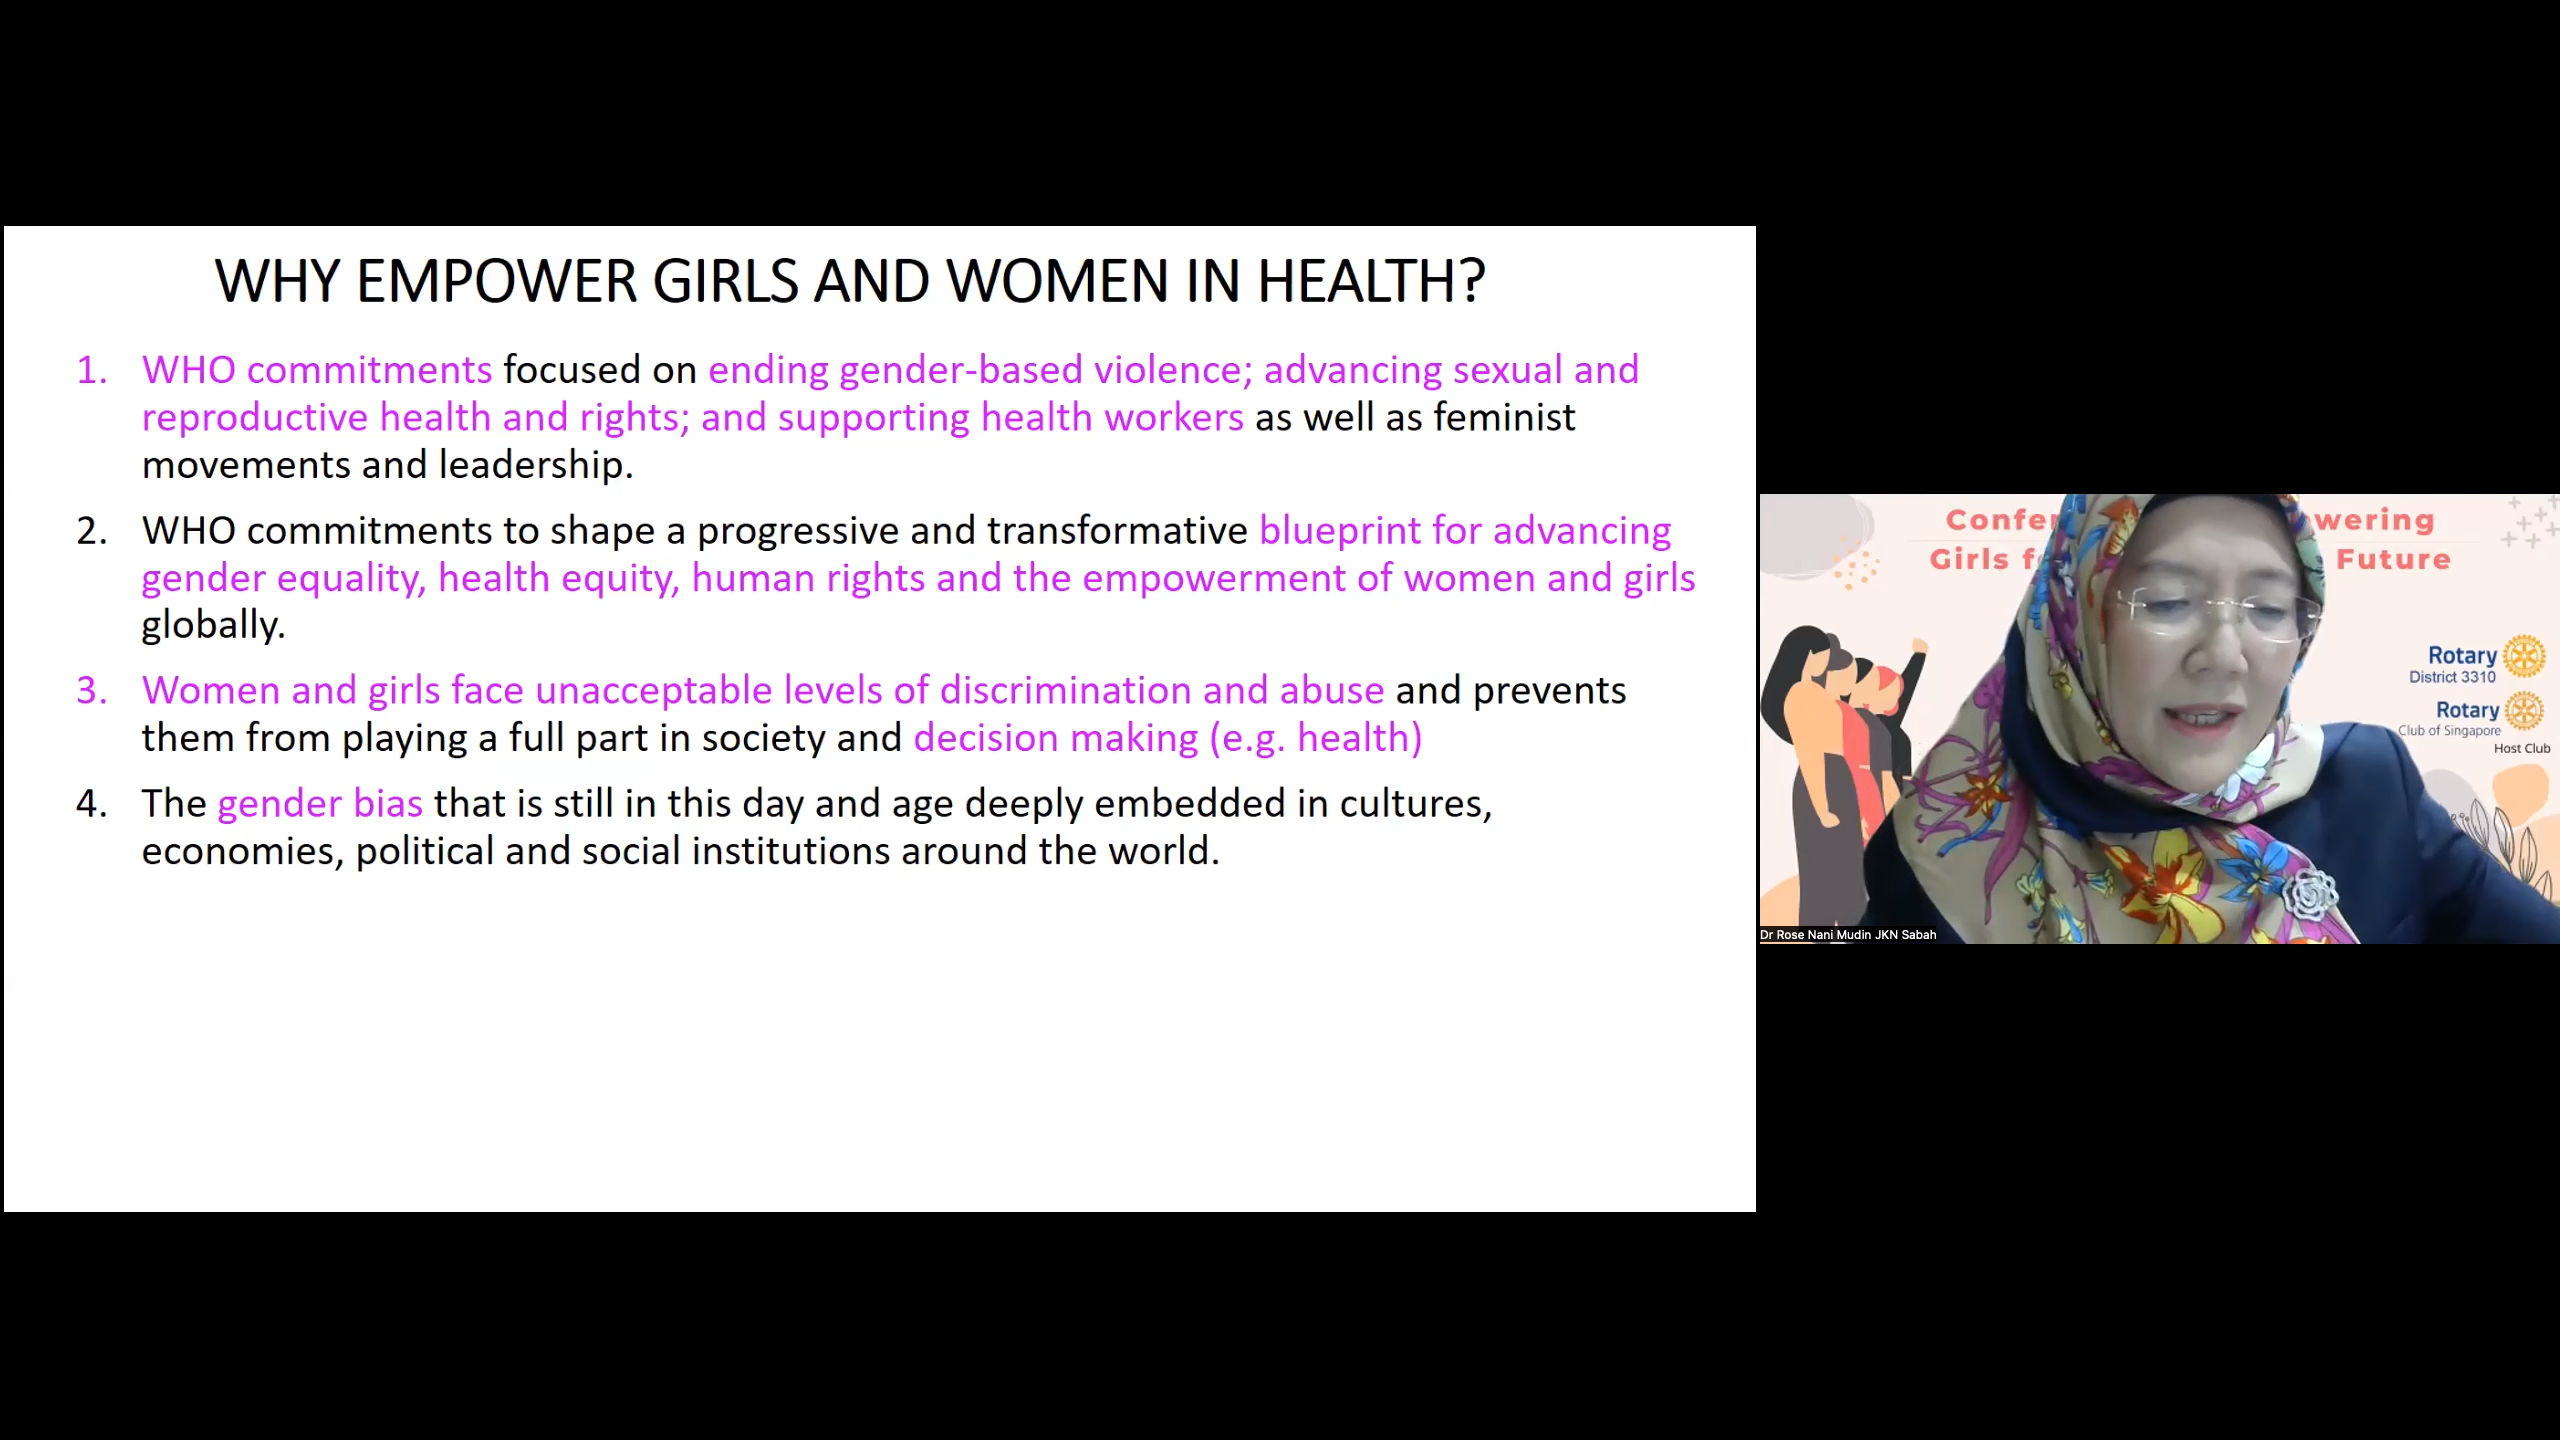 WHY EMPOWER GIRLS AND WOMEN IN HEALTH?
1. WHO commitments focused on ending gender-based violence; advancing sexual and
reproductive health and rights; and supporting health workers as well as feminist
movements and leadership.
2. WHO commitments to shape a progressive and transformative blueprint for advancing
gender equality, health equity, human rights and the empowerment of women and girls
globally.
3. Women and girls face unacceptable levels of discrimination and abuse and prevents
them from playing a full part in society and decision making (e.g. health)
4. The gender bias that is still in this day and age deeply embedded in cultures,
economies, political and social institutions around the world.
Confe wering
Girls f Future
Rotary
District 3310
Rotary
Club of Singapore
Host Club
Dr Rose Nani Mudin JKN Sabah